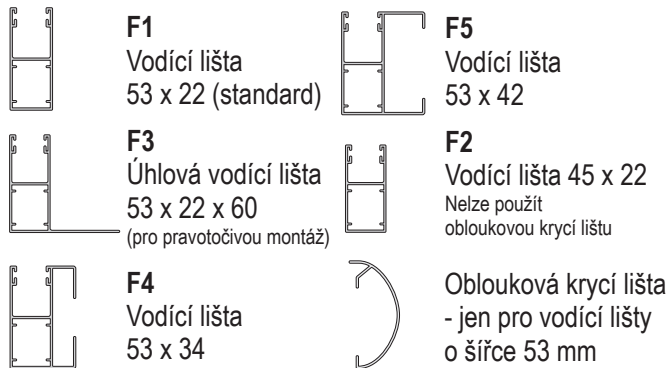 F1
Vodící lišta
53 x 22 (standard)
F3
Úhlová vodící lišta
53 x 22 x 60
(pro pravotočivou montáž)
F4
Vodící lišta
53 x 34
F5
Vodící lišta
53 x 42
F2
Vodící lišta 45 x 22
Nelze použít
obloukovou krycí lištu
Oblouková krycí lišta
- jen pro vodící lišty
o šířce 53 mm